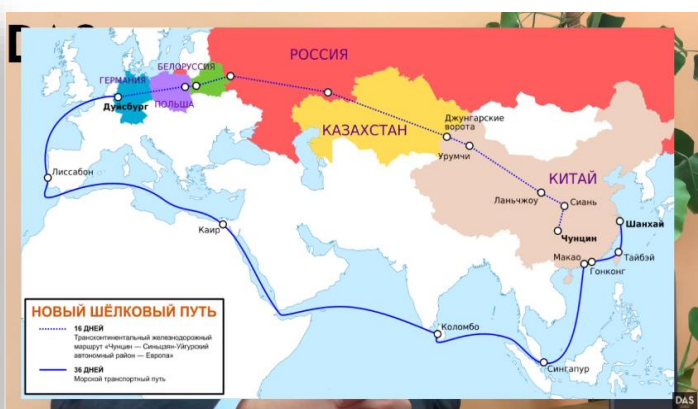 РОССИЯ
БЕЛОРУССИЯ
ГЕРМАНИЯ
Дуйсбург
ПОЛЬША
КАЗАХСТАН
Джунгарские
ворота
Урумчи
КИТАЙ
Лиссабон
Ланьчжоу
Сиань
Каир
Чунцин
Шанхай
Макао
Тайбэй
Гонконг
НОВЫЙ ШЁЛКОВЫЙ ПУТЬ
16 ДНЕЙ
Трансконтинентальный железнодорожный
маршрут «Чунцин — Синьцзян-Уйгурский
автономный район — Европа»
36 ДНЕЙ
Морской транспортный путь
Коломбо
Сингапур
DAS